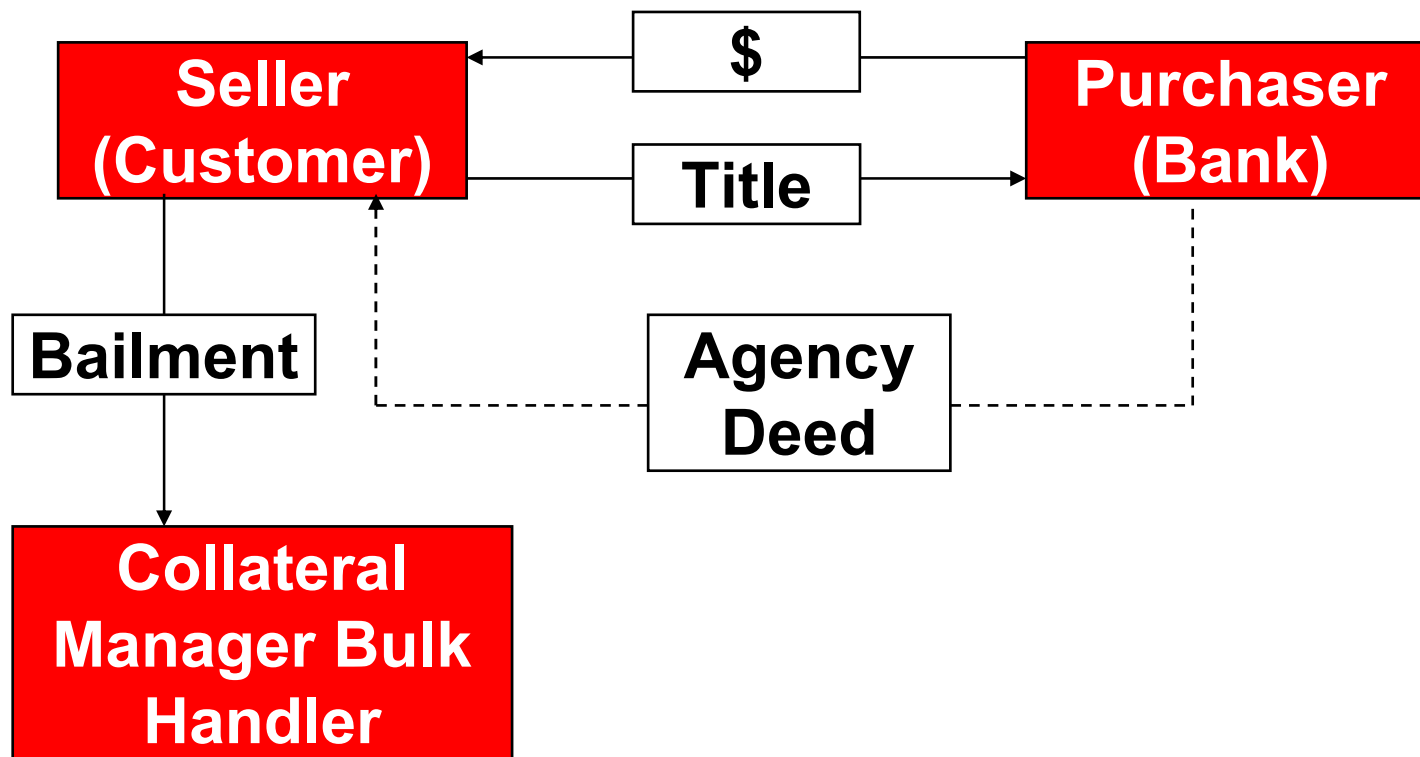 Seller
(Customer)
$
Title
Purchaser
(Bank)
Bailment
Agency
Deed
Collateral
Manager Bulk
Handler